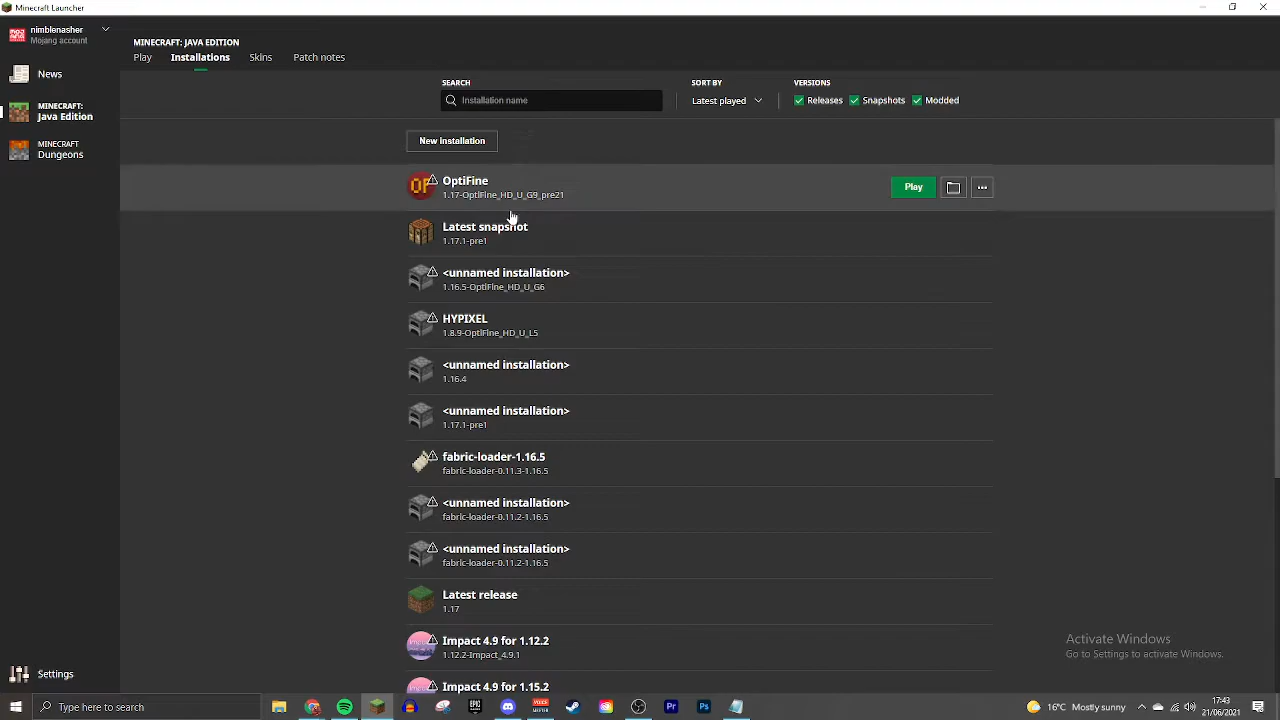 Minecraft Launcher
nimblenasher
Mojang account
News
MINECRAFT:
Java Edition
MINECRAFT
Dungeons
Settings
MINECRAFT: JAVA EDITION
Play
Installations
Skins
Patch notes
SEARCH
Installation name
SORT BY
Latest played
VERSIONS
Releases
Snapshots
Modded
New installation
OptiFine
1.17-OptiFine_HD_U_G9_pre21
Play
...
Latest snapshot
1.17.1-pre1
<unnamed installation>
1.16.5-OptiFine_HD_U_G6
HYPIXEL
1.8.9-OptiFine_HD_U_L5
<unnamed installation>
1.16.4
<unnamed installation>
1.17.1-pre1
fabric-loader-1.16.5
fabric-loader-0.11.3-1.16.5
<unnamed installation>
fabric-loader-0.11.2-1.16.5
<unnamed installation>
fabric-loader-0.11.2-1.16.5
Latest release
1.17
Impact 4.9 for 1.12.2
1.12.2-Impact_4.9.1
Impact 4.9 for 1.15.2
Activate Windows
Go to Settings to activate Windows.
Type here to search
16°C Mostly sunny
17:43
21/06/2021